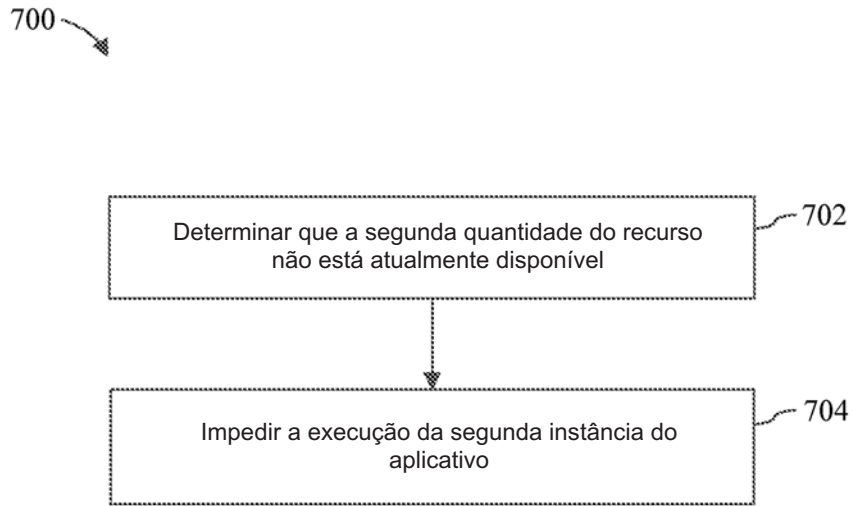 700
Determinar que a segunda quantidade do recurso
não está atualmente disponível
702
Impedir a execução da segunda instância do
aplicativo
704